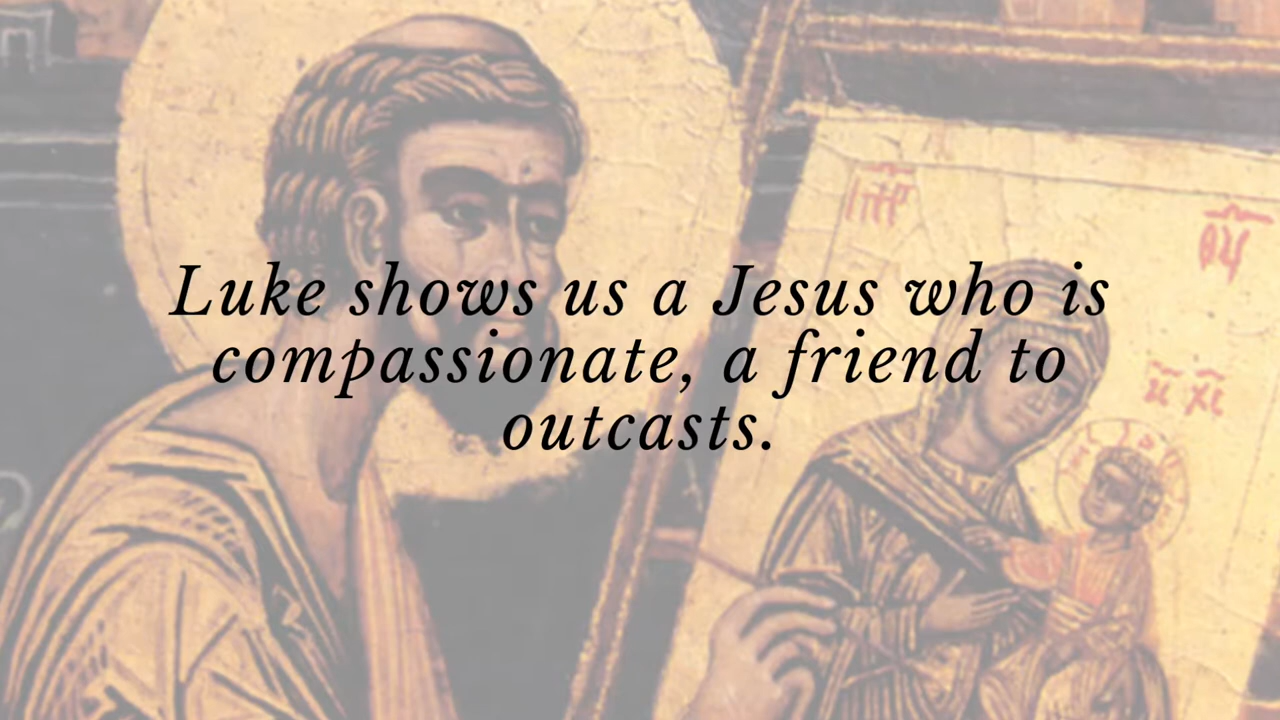 Luke shows us a Jesus who is
compassionate, a friend to
outcasts.